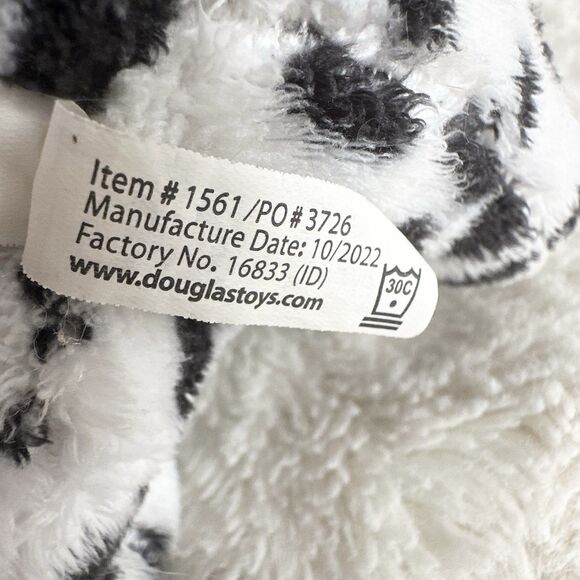 Item # 1561 /PO # 3726
Manufacture Date: 10/2022
Factory No. 16833 (ID)
www.douglastoys.com
30C